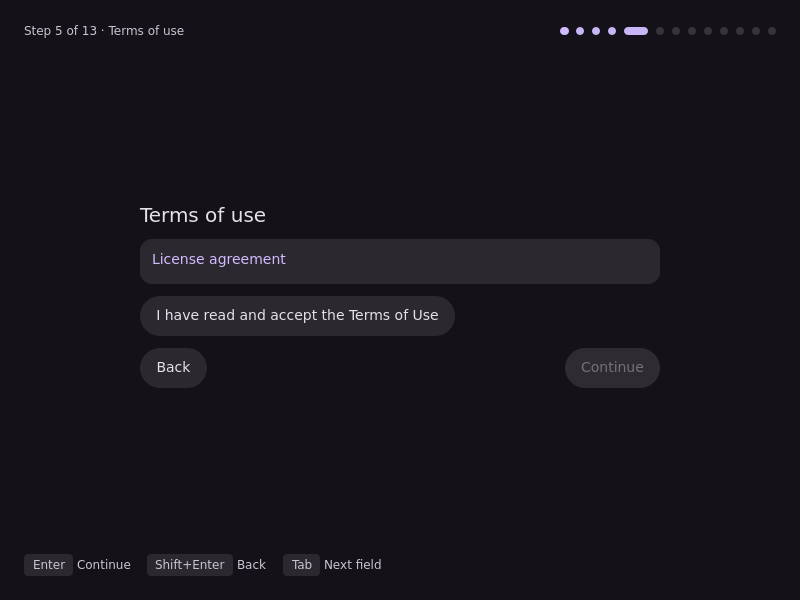 Step 5 of 13 · Terms of use
Terms of use
License agreement
I have read and accept the Terms of Use
Back Continue
Enter Continue Shift+Enter Back Tab Next field